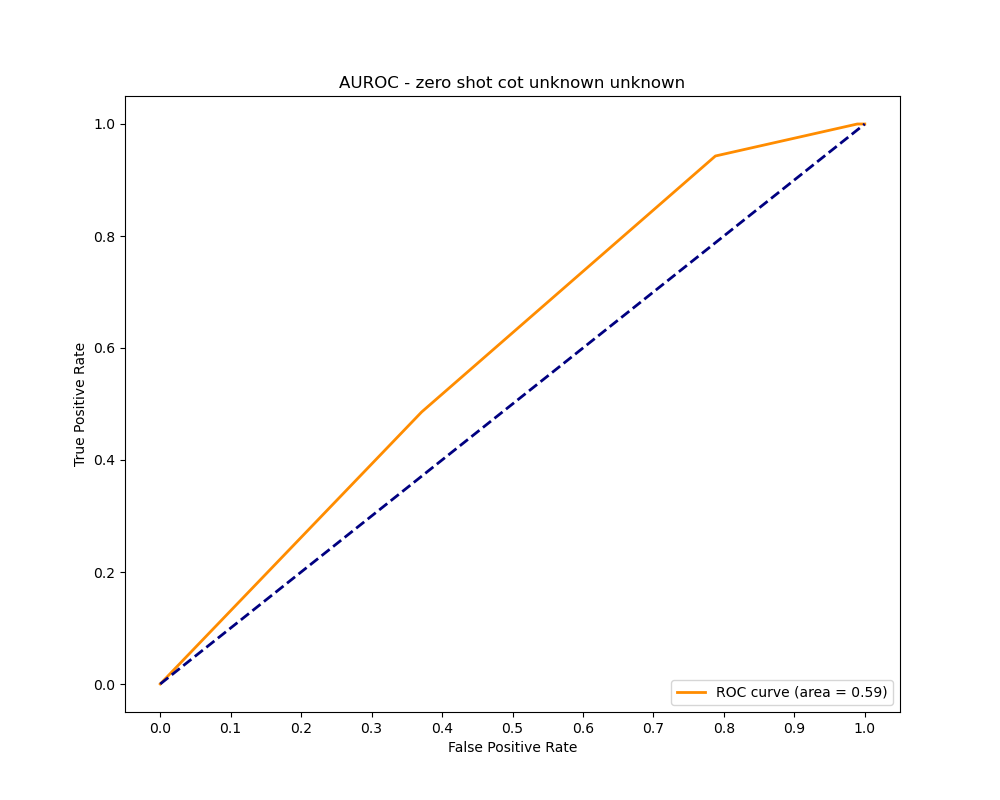 AUROC - zero shot cot unknown unknown
True Positive Rate
1.0
0.8
0.6
0.4
0.2
0.0
ROC curve (area = 0.59)
0.0 0.1 0.2 0.3 0.4 0.5 0.6 0.7 0.8 0.9 1.0
False Positive Rate